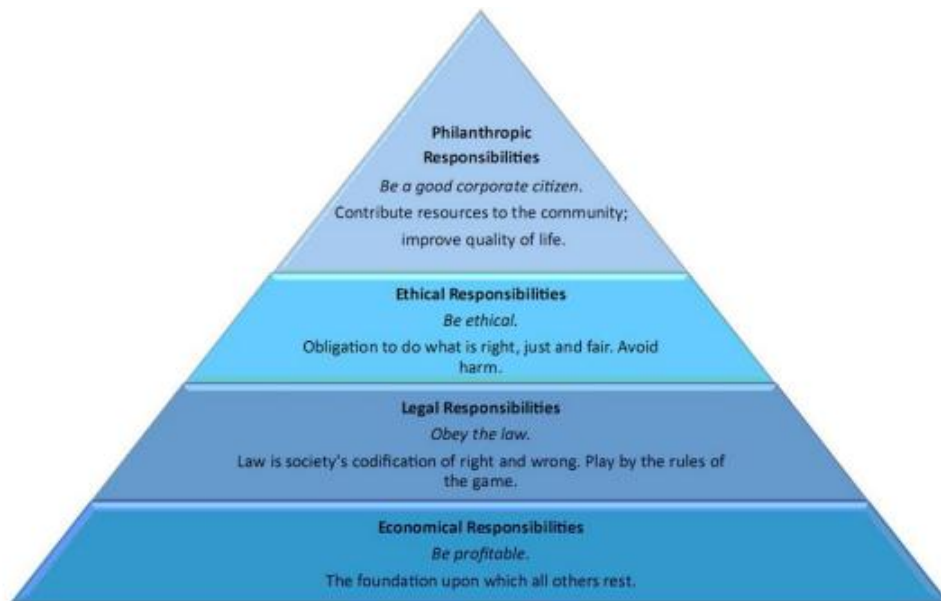 Philanthropic
Responsibilities
Be a good corporate citizen.
Contribute resources to the community;
improve quality of life.
Ethical Responsibilities
Be ethical.
Obligation to do what is right, just and fair. Avoid
harm.
Legal Responsibilities
Obey the law.
Law is society's codification of right and wrong. Play by the rules of
the game.
Economical Responsibilities
Be profitable.
The foundation upon which all others rest.